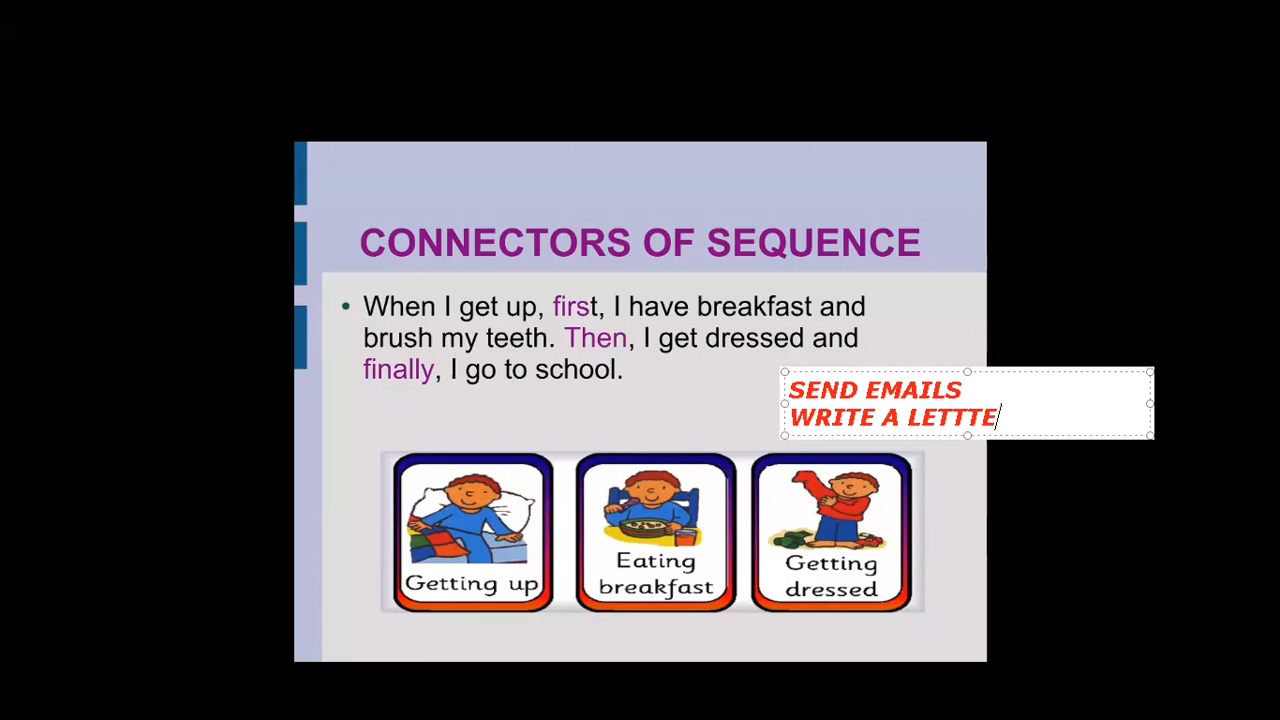 CONNECTORS OF SEQUENCE
• When I get up, first, I have breakfast and
brush my teeth. Then, I get dressed and
finally, I go to school.
SEND EMAILS
WRITE A LETTTE
Getting up
Eating
breakfast
Getting
dressed